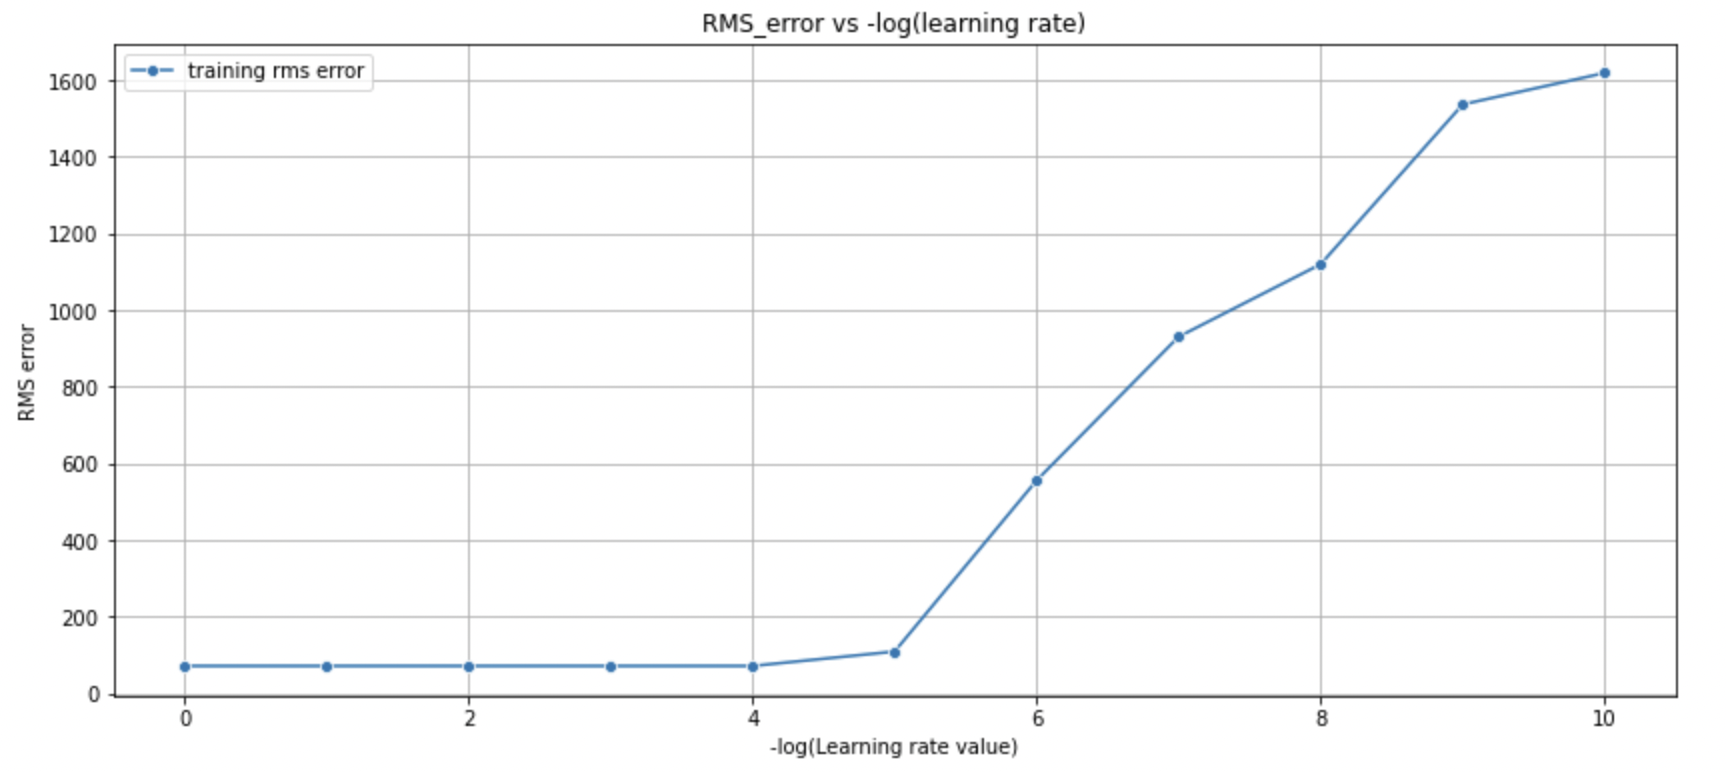 RMS_error vs -log(learning rate)
training rms error
1600
1400
1200
1000
800
600
400
200
0
RMS error
0 2 4 6 8 10
-log(Learning rate value)